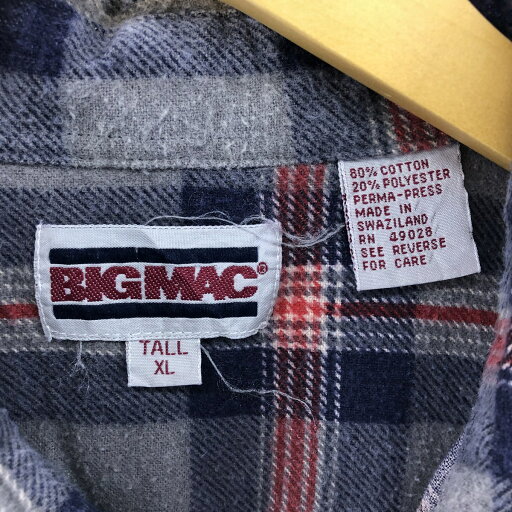 BIGMAC®
TALL
XL
80% COTTON
20% POLYESTER
PERMA-PRESS
MADE IN
SWAZILAND
RN 49028
SEE REVERSE
FOR CARE